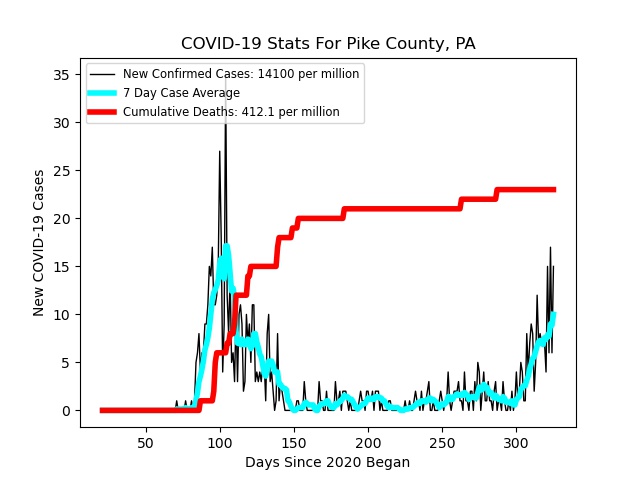 COVID-19 Stats For Pike County, PA
New Confirmed Cases: 14100 per million
7 Day Case Average
Cumulative Deaths: 412.1 per million
New COVID-19 Cases
35
30
25
20
15
10
5
0
50 100 150 200 250 300
Days Since 2020 Began